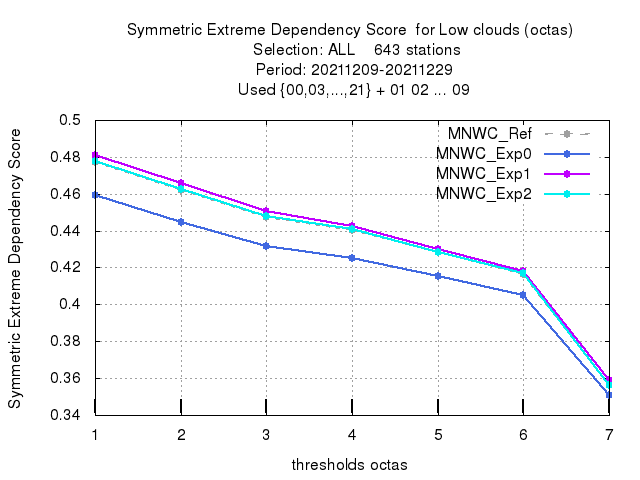 Symmetric Extreme Dependency Score  for Low clouds (octas)
Selection: ALL    643 stations
Period: 20211209-20211229
Used {00,03,...,21} + 01 02 ... 09
Symmetric Extreme Dependency Score
0.5
0.48
0.46
0.44
0.42
0.4
0.38
0.36
0.34
MNWC_Ref
MNWC_Exp0
MNWC_Exp1
MNWC_Exp2
1 2 3 4 5 6 7
thresholds octas